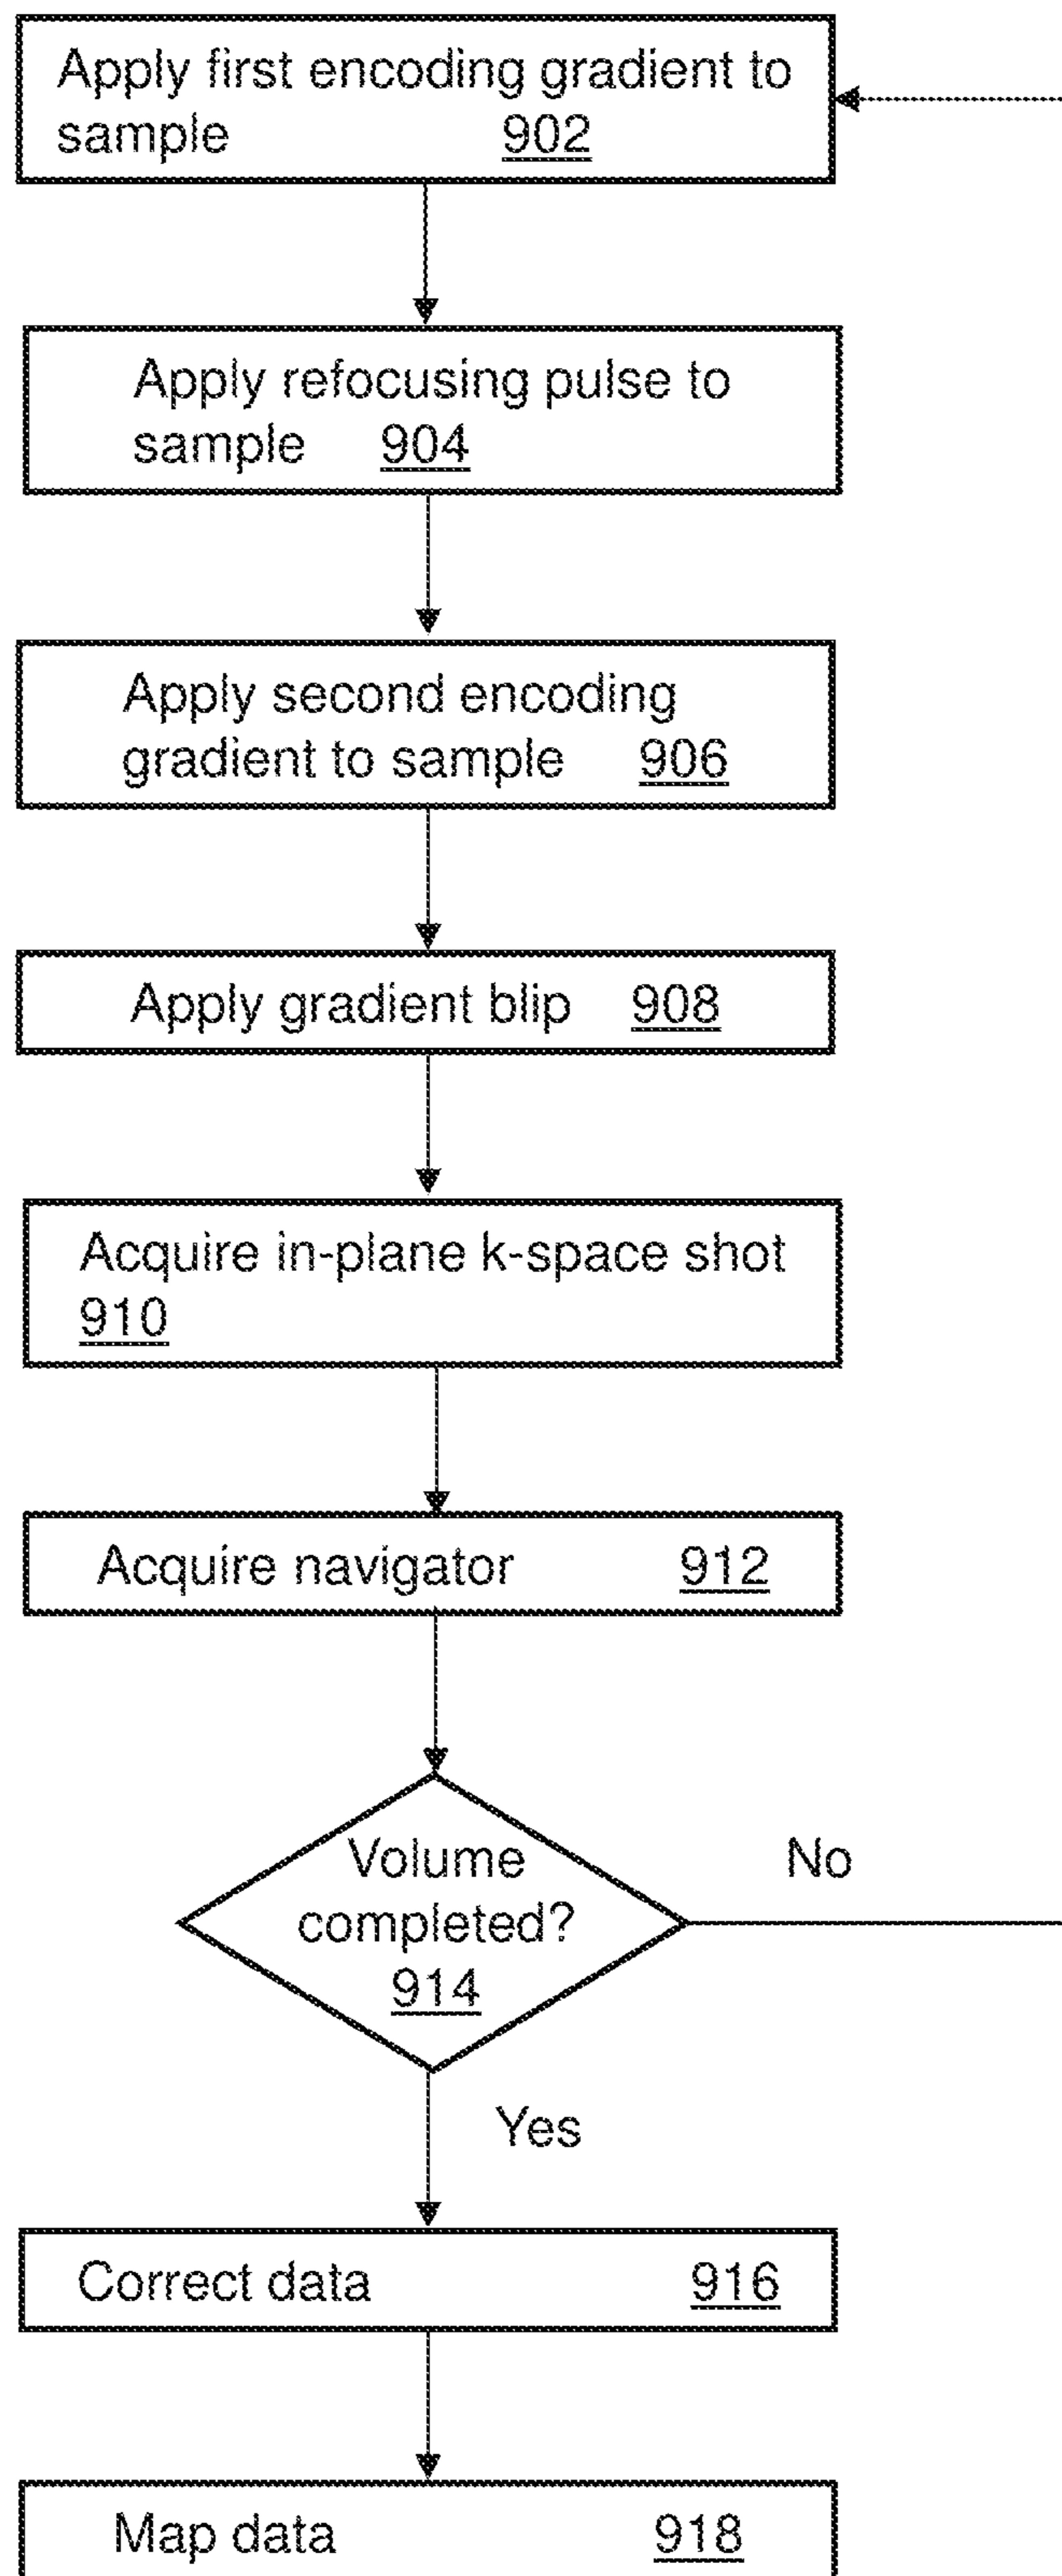 Apply first encoding gradient to
sample 902
Apply refocusing pulse to
sample 904
Apply second encoding
gradient to sample 906
Apply gradient blip 908
Acquire in-plane k-space shot
910
Acquire navigator 912
Volume
completed?
914
No
Yes
Correct data 916
Map data 918